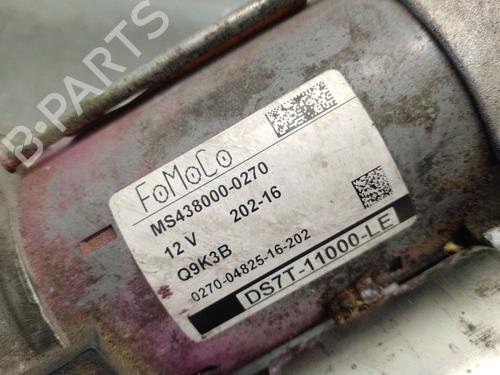 B-PARTS
FoMoCo
MS438000-0270
12 V 202-16
Q9K3B
0270-04825-16-202
DS7T-11000-LE